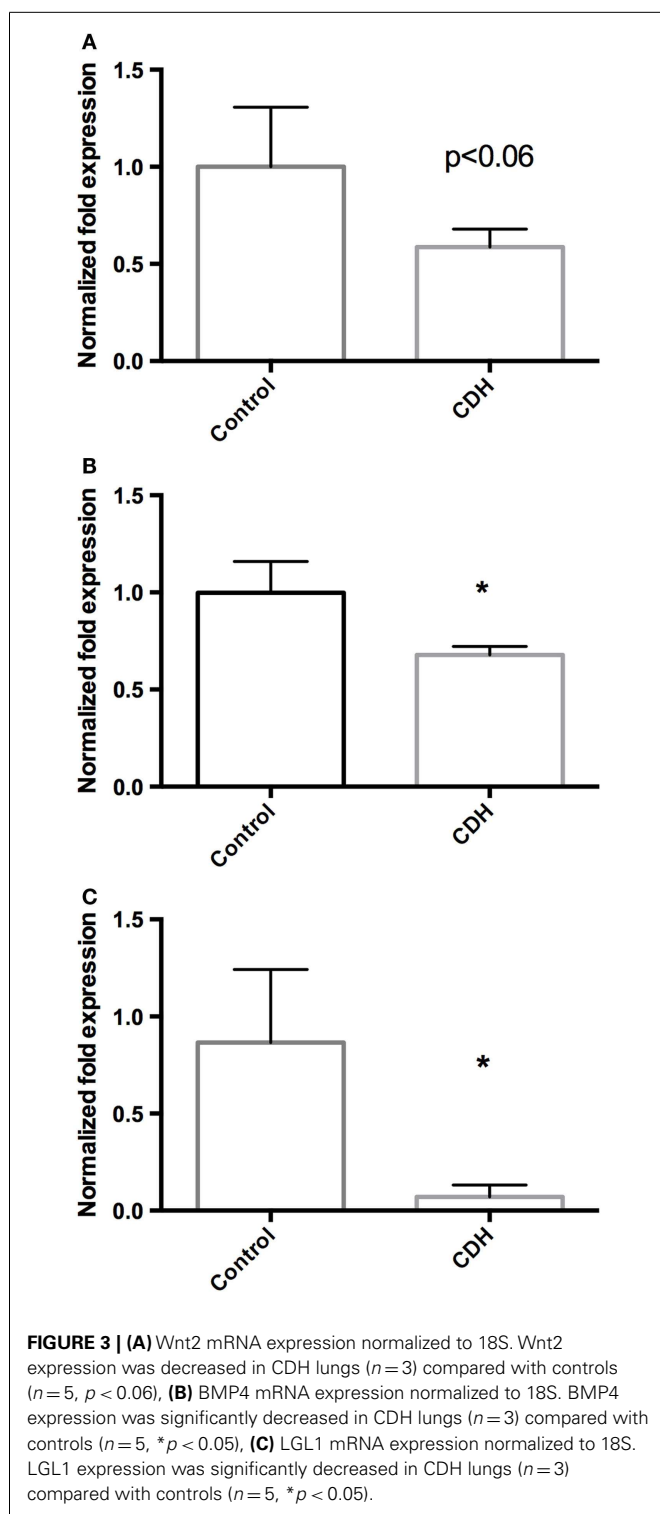 A
1.5
1.0
0.5
0.0
Normalized fold expression
p<0.06
Control
CDH
B
1.5
1.0
0.5
0.0
Normalized fold expression
*
Control
CDH
C
1.5
1.0
0.5
0.0
Normalized fold expression
*
Control
CDH
FIGURE 3 | (A) Wnt2 mRNA expression normalized to 18S. Wnt2
expression was decreased in CDH lungs (n = 3) compared with controls
(n = 5, p < 0.06), (B) BMP4 mRNA expression normalized to 18S. BMP4
expression was significantly decreased in CDH lungs (n = 3) compared with
controls (n = 5, *p < 0.05), (C) LGL1 mRNA expression normalized to 18S.
LGL1 expression was significantly decreased in CDH lungs (n = 3)
compared with controls (n = 5, *p < 0.05).